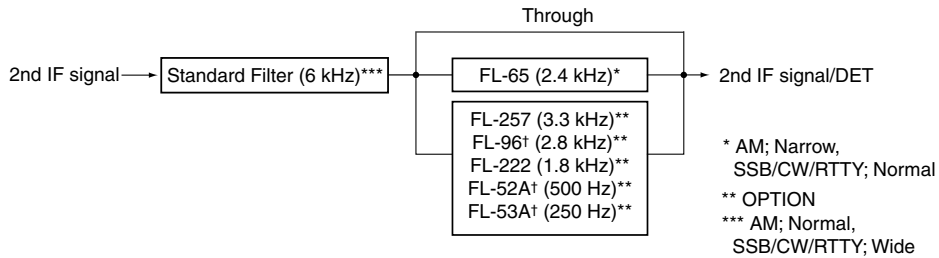 Through
2nd IF signal
Standard Filter (6 kHz)***
FL-65 (2.4 kHz)*
2nd IF signal/DET
FL-257 (3.3 kHz)**
FL-96† (2.8 kHz)**
FL-222 (1.8 kHz)**
FL-52A† (500 Hz)**
FL-53A† (250 Hz)**
* AM; Narrow,
SSB/CW/RTTY; Normal
** OPTION
*** AM; Normal,
SSB/CW/RTTY; Wide